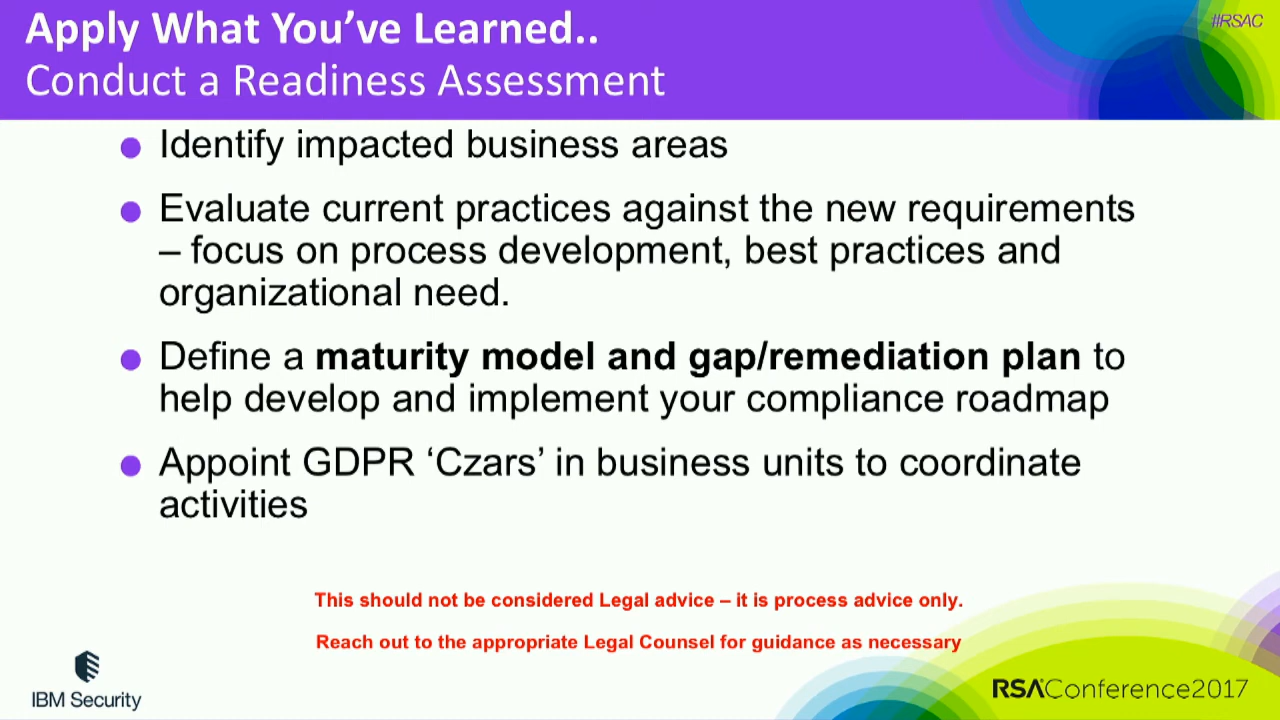 Apply What You’ve Learned..
#RSAC
Conduct a Readiness Assessment
Identify impacted business areas
Evaluate current practices against the new requirements
– focus on process development, best practices and
organizational need.
Define a maturity model and gap/remediation plan to
help develop and implement your compliance roadmap
Appoint GDPR ‘Czars’ in business units to coordinate
activities
This should not be considered Legal advice – it is process advice only.
Reach out to the appropriate Legal Counsel for guidance as necessary
IBM Security
RSAConference2017